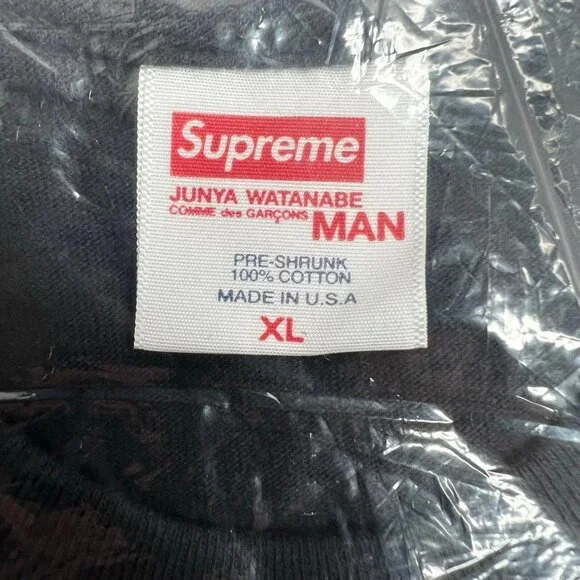 Supreme
JUNYA WATANABE
COMME des GARÇONS MAN
PRE-SHRUNK
100% COTTON
MADE IN U.S.A
XL